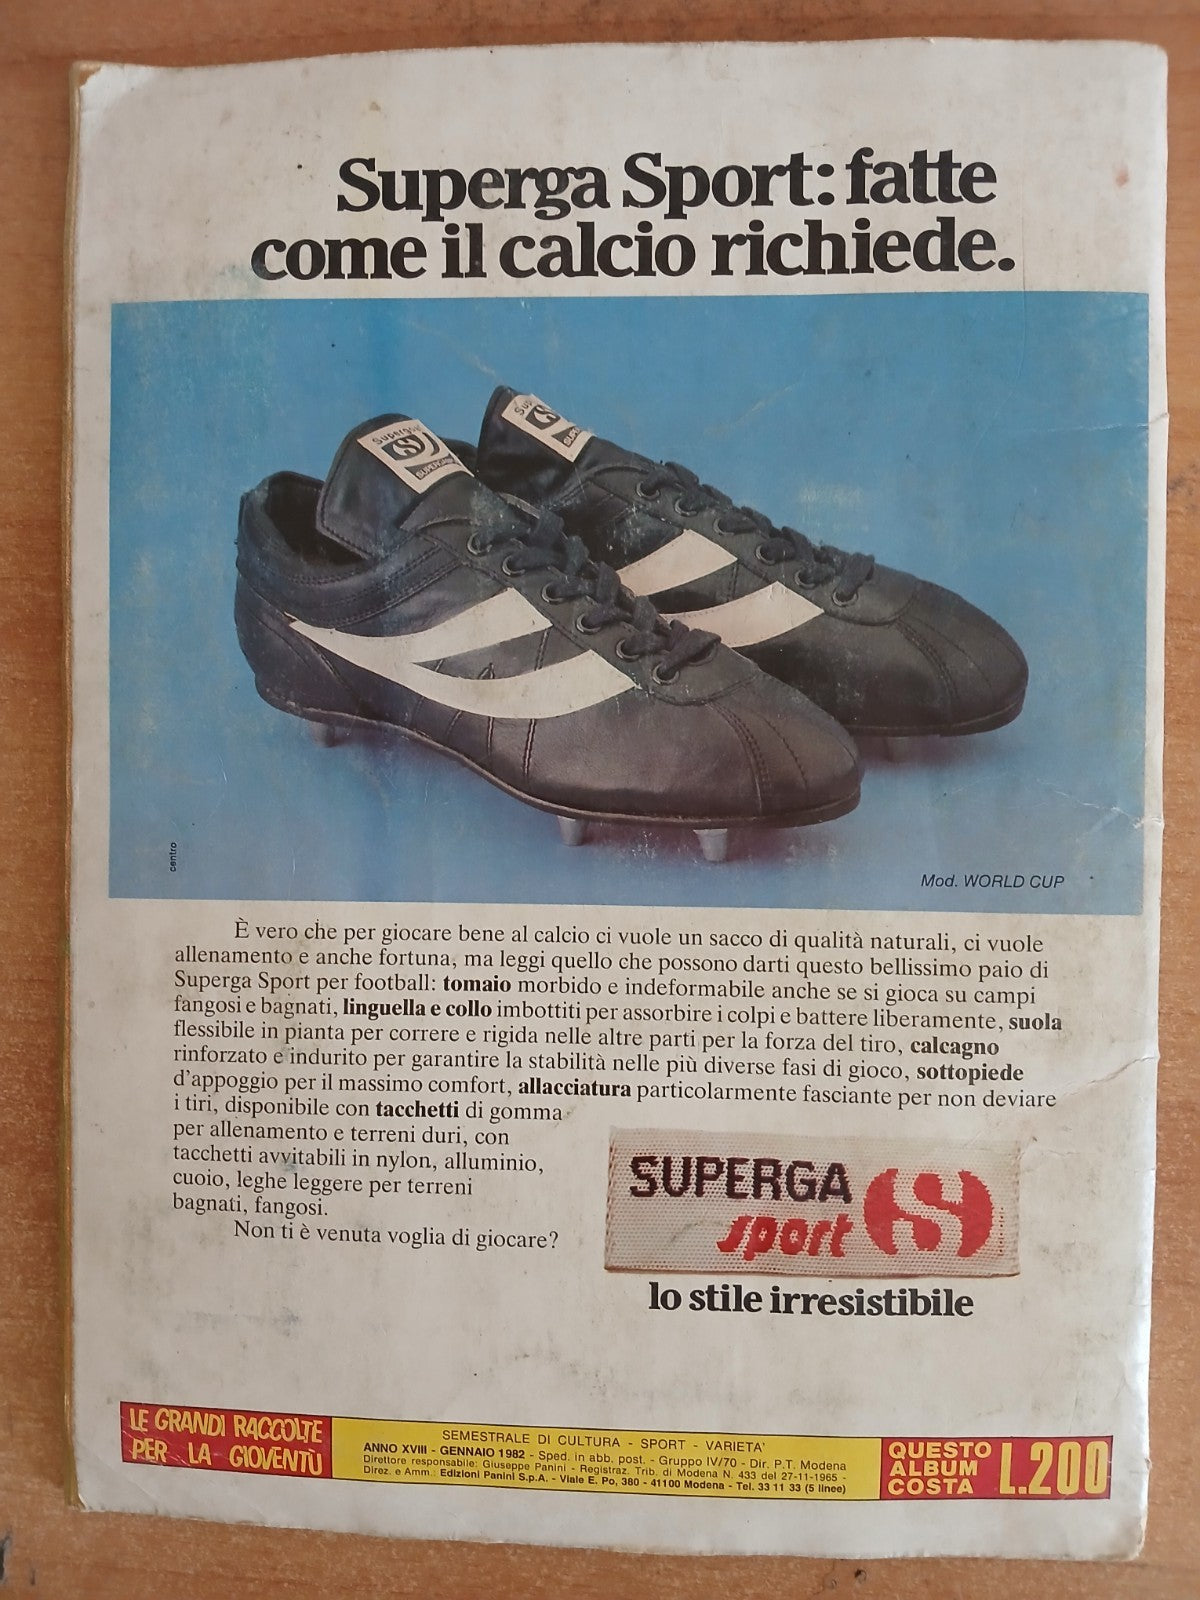 Superga Sport: fatte
come il calcio richiede.
Superga
S
SUPERGA
Mod. WORLD CUP
centro
È vero che per giocare bene al calcio ci vuole un sacco di qualità naturali, ci vuole
allenamento e anche fortuna, ma leggi quello che possono darti questo bellissimo paio di
Superga Sport per football: tomaio morbido e indeformabile anche se si gioca su campi
fangosi e bagnati, linguella e collo imbottiti per assorbire i colpi e battere liberamente, suola
flessibile in pianta per correre e rigida nelle altre parti per la forza del tiro, calcagno
rinforzato e indurito per garantire la stabilità nelle più diverse fasi di gioco, sottopiede
d'appoggio per il massimo comfort, allacciatura particolarmente fasciante per non deviare
i tiri, disponibile con tacchetti di gomma
per allenamento e terreni duri, con
tacchetti avvitabili in nylon, alluminio,
cuoio, leghe leggere per terreni
bagnati, fangosi.
Non ti è venuta voglia di giocare?
SUPERGA
sport S
lo stile irresistibile
LE GRANDI RACCOLTE
PER LA GIOVENTÙ
SEMESTRALE DI CULTURA - SPORT - VARIETA'
ANNO XVIII - GENNAIO 1982 - Sped. in abb. post. - Gruppo IV/70 - Dir. P.T. Modena
Direttore responsabile: Giuseppe Panini - Registraz. Trib. di Modena N. 433 del 27-11-1965 -
Direz. e Amm.: Edizioni Panini S.p.A. - Viale E. Po, 380 - 41100 Modena - Tel. 33 11 33 (5 linee)
QUESTO
ALBUM
COSTA
L.200